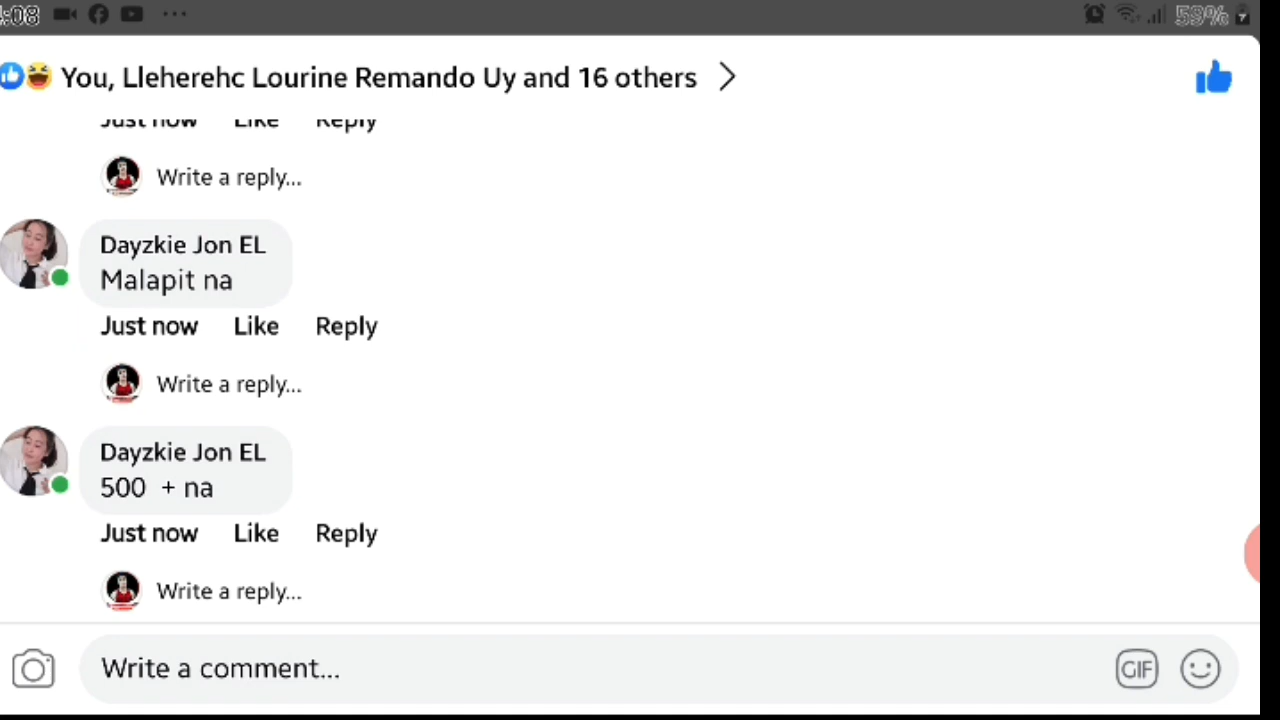 :08 59%
You, Lleherehc Lourine Remando Uy and 16 others
Just now Like Reply
Write a reply...
Dayzkie Jon EL
Malapit na
Just now Like Reply
Write a reply...
Dayzkie Jon EL
500 + na
Just now Like Reply
Write a reply...
Write a comment... GIF